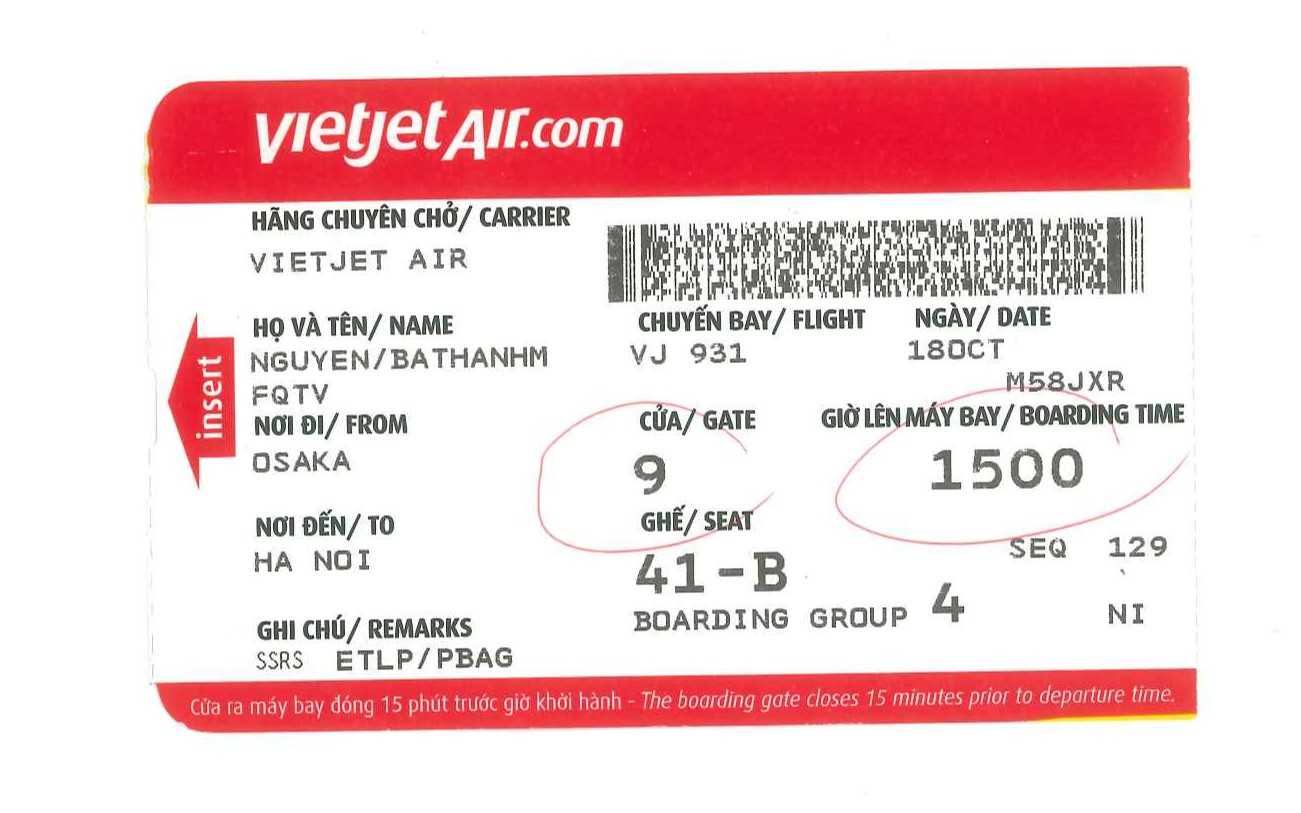 vietjet Air.com
HÃNG CHUYÊN CHỞ/ CARRIER
VIETJET AIR
HỌ VÀ TÊN/ NAME
NGUYEN/BATHANHM
FQTV
CHUYẾN BAY/ FLIGHT
VJ 931
NGÀY/ DATE
18OCT
M58JXR
insert
NƠI ĐI/ FROM
OSAKA
CỬA/ GATE
9
GIỜ LÊN MÁY BAY/ BOARDING TIME
1500
NƠI ĐẾN/ TO
HA NOI
GHẾ/ SEAT
41-B
SEQ 129
BOARDING GROUP 4
NI
GHI CHÚ/ REMARKS
SSRS ETLP/PBAG
Cửa ra máy bay đóng 15 phút trước giờ khởi hành - The boarding gate closes 15 minutes prior to departure time.